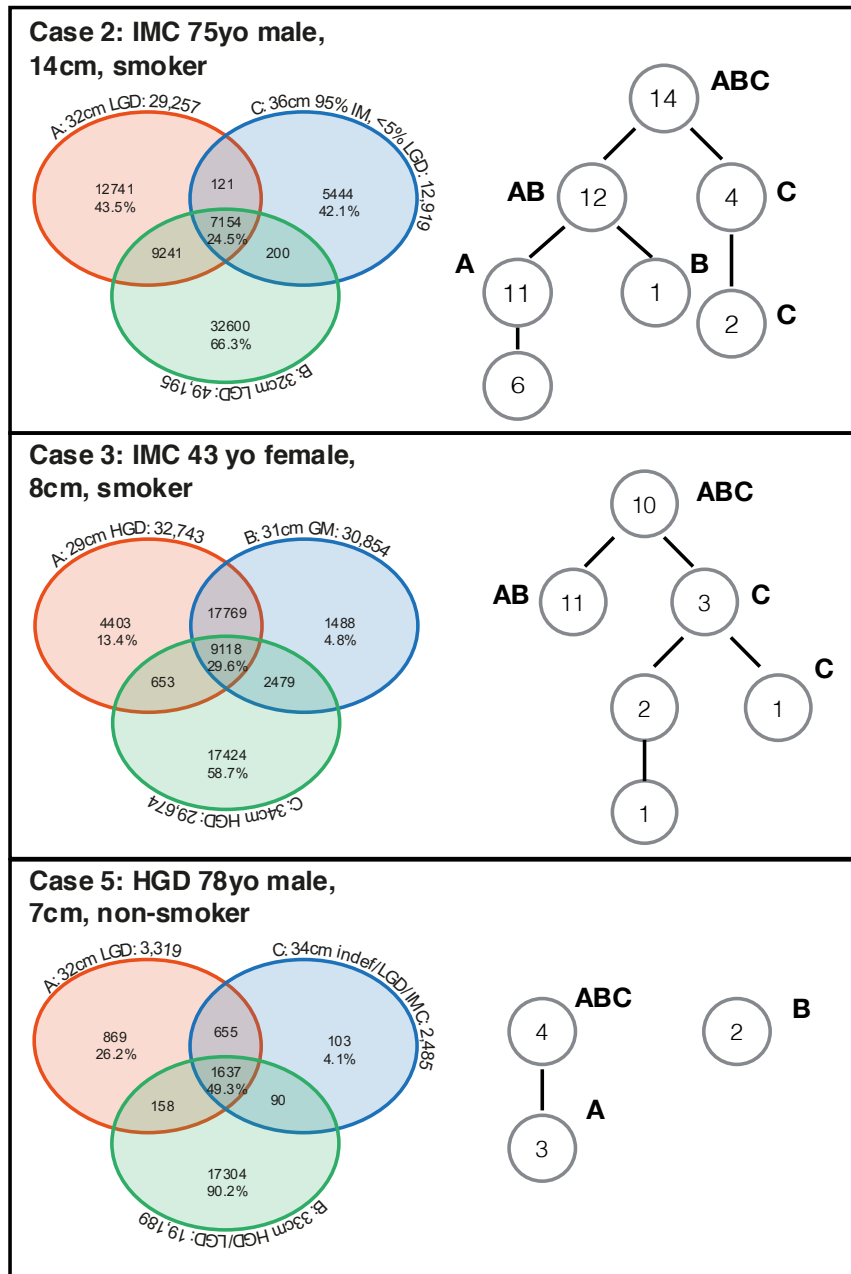 Case 2: IMC 75yo male,
14cm, smoker
A: 32cm LGD: 29,257
C: 36cm 95% IM, <5% LGD: 12,919
12741
43.5%
121
5444
42.1%
7154
24.5%
9241
200
32600
66.3%
B: 32cm LGD: 49,195
ABC
14
AB
12
4
C
A
11
B
1
2
C
6
Case 3: IMC 43 yo female,
8cm, smoker
A: 29cm HGD: 32,743
B: 31cm GM: 30,854
4403
13.4%
17769
1488
4.8%
9118
29.6%
653
2479
17424
58.7%
C: 34cm HGD: 29,674
ABC
10
AB
11
3
C
2
C
1
1
Case 5: HGD 78yo male,
7cm, non-smoker
A: 32cm LGD: 3,319
C: 34cm indef/LGD/IMC: 2,485
869
26.2%
655
103
4.1%
1637
49.3%
158
90
17304
90.2%
B: 33cm HGD/LGD: 19,189
ABC
4
A
3
B
2